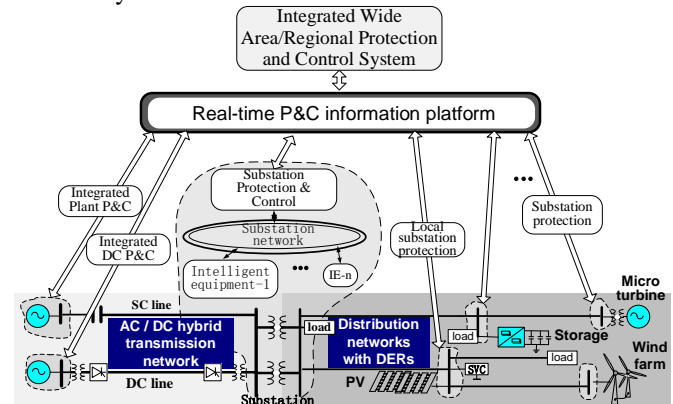 Integrated Wide
Area/Regional Protection
and Control System
Real-time P&C information platform
Integrated
Plant P&C
Integrated
DC P&C
Substation
Protection &
Control
Substation
network
Intelligent
equipment-1
IE-n
Local
substation
protection
Substation
protection
Micro
turbine
SC line
load
AC / DC hybrid
transmission
network
Distribution
networks
with DERs
load
Storage
load
Wind
farm
DC line
PV
SVC
Substation